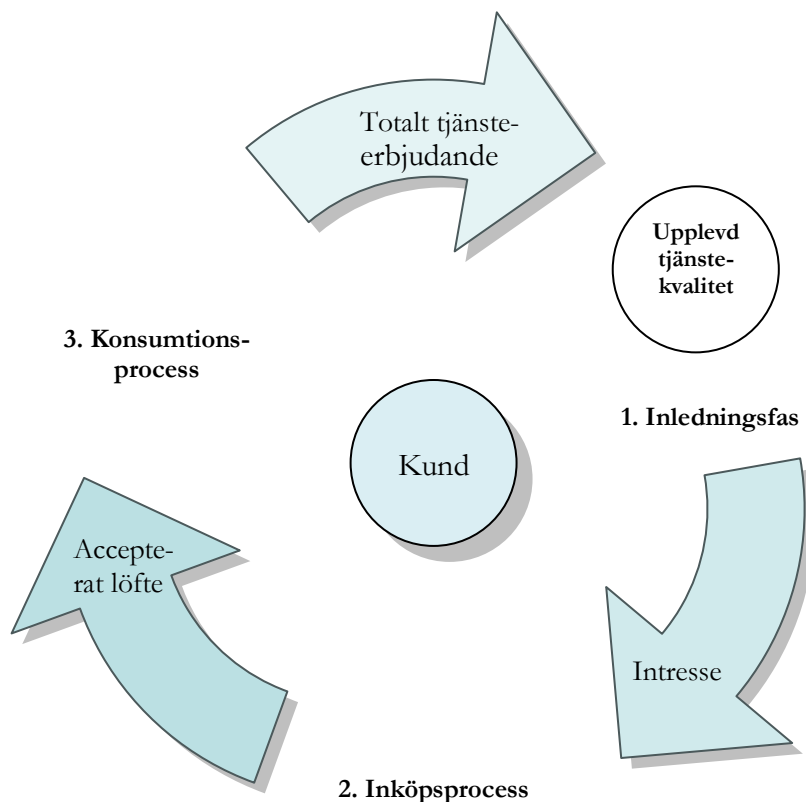 Totalt tjänste-
erbjudande
Upplevd
tjänste-
kvalitet
3. Konsumtions-
process
1. Inledningsfas
Kund
Accepte-
rat löfte
Intresse
2. Inköpsprocess